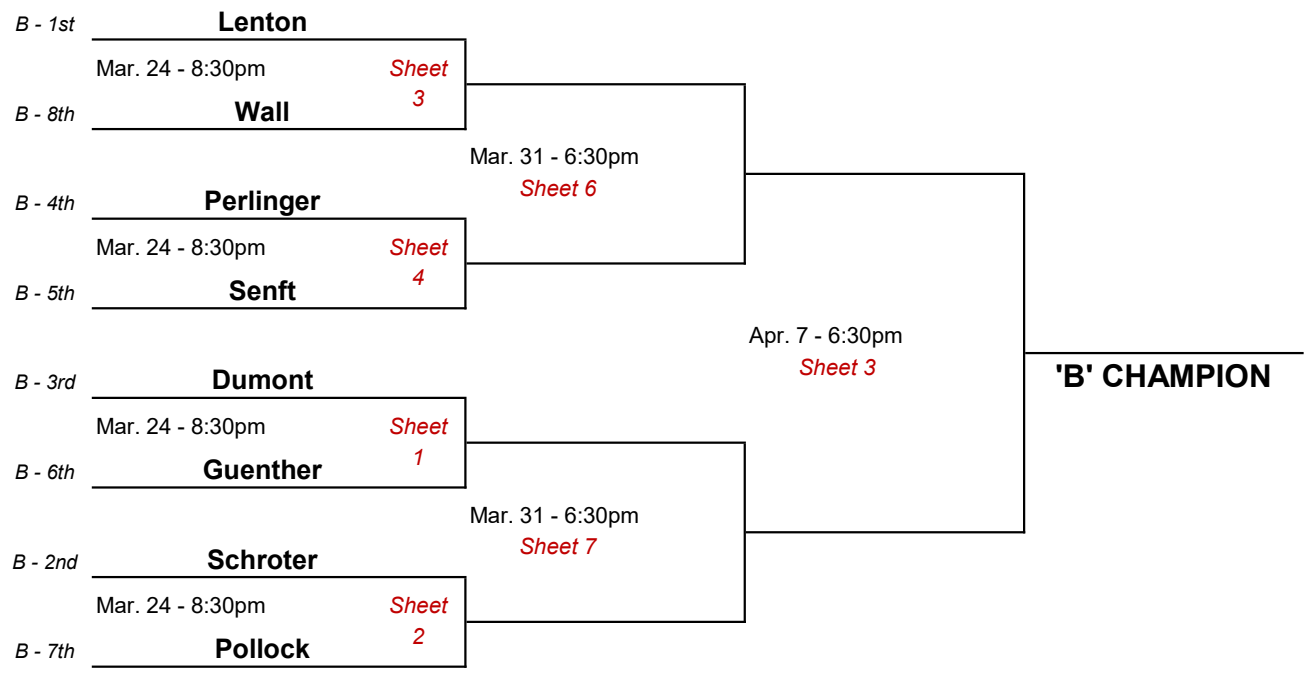 B - 1st Lenton
Mar. 24 - 8:30pm Sheet
3
B - 8th Wall
Mar. 31 - 6:30pm
Sheet 6
B - 4th Perlinger
Mar. 24 - 8:30pm Sheet
4
B - 5th Senft
Apr. 7 - 6:30pm
Sheet 3
'B' CHAMPION
B - 3rd Dumont
Mar. 24 - 8:30pm Sheet
1
B - 6th Guenther
Mar. 31 - 6:30pm
Sheet 7
B - 2nd Schroter
Mar. 24 - 8:30pm Sheet
2
B - 7th Pollock